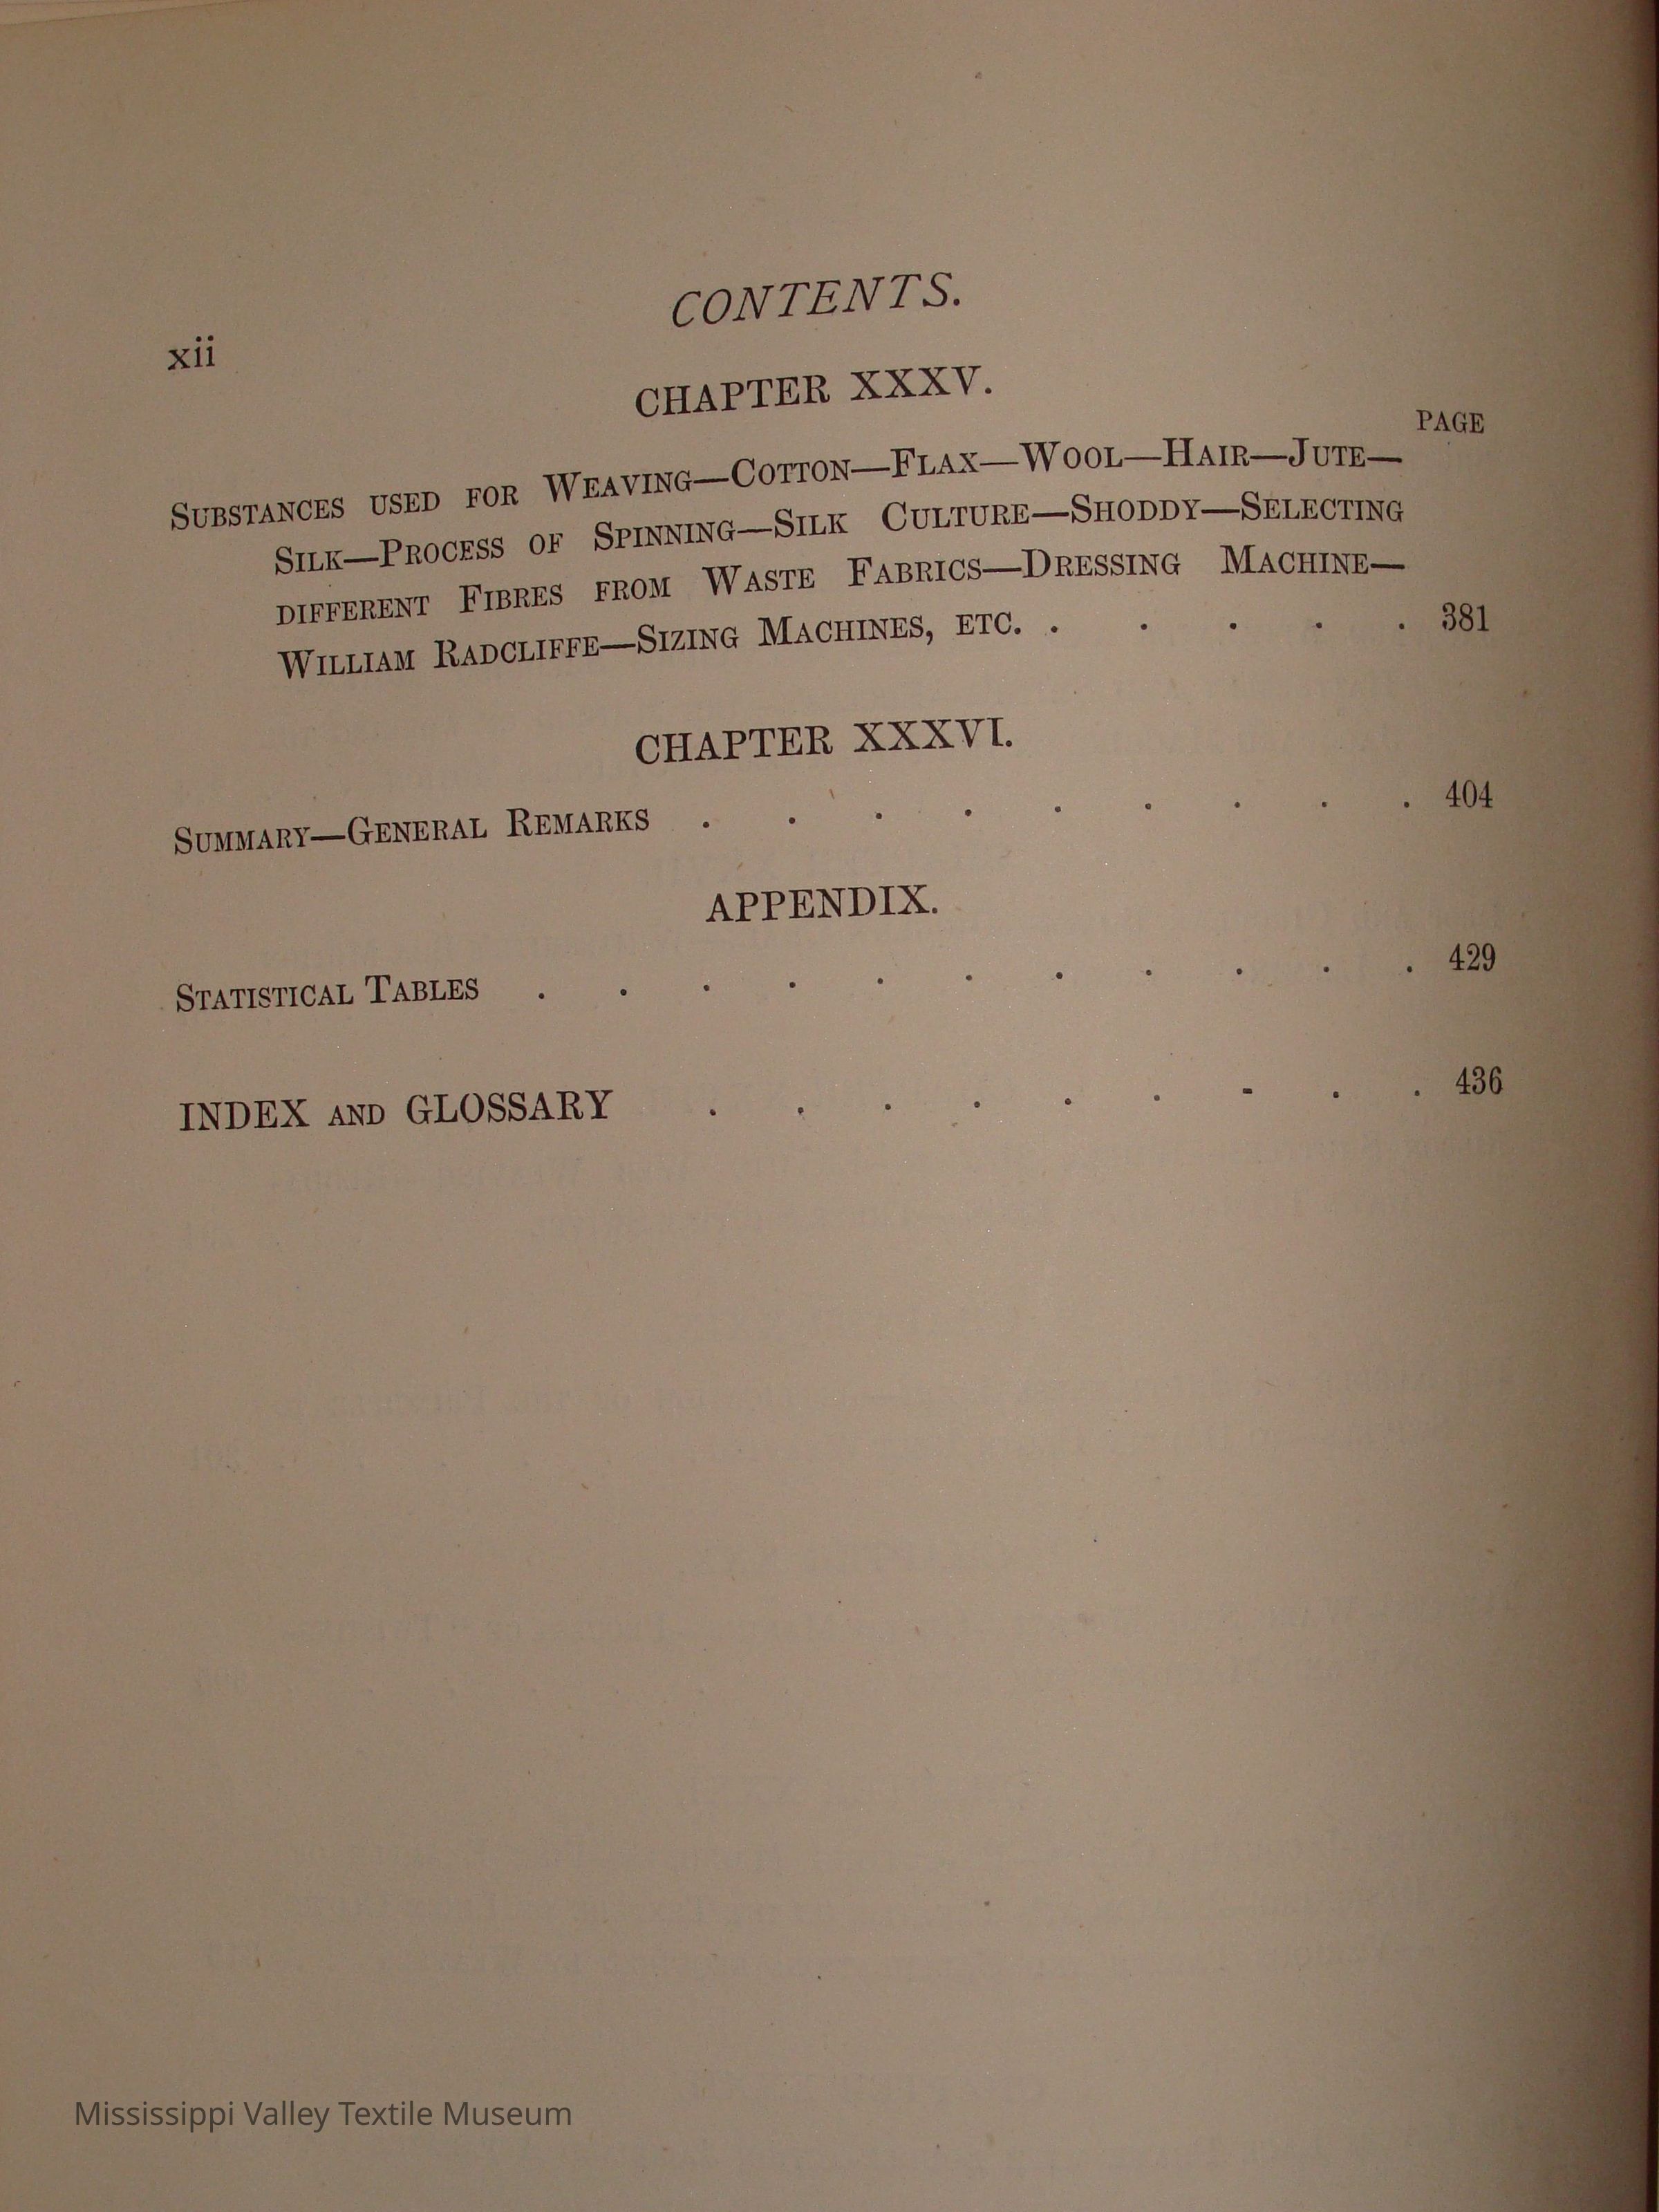 xii
CONTENTS.
CHAPTER XXXV.
PAGE
Substances used for Weaving—Cotton—Flax—Wool—Hair—Jute—
Silk—Process of Spinning—Silk Culture—Shoddy—Selecting
different Fibres from Waste Fabrics—Dressing Machine—
William Radcliffe—Sizing Machines, etc. . . . . . 381
CHAPTER XXXVI.
Summary—General Remarks . . . . . . . . . 404
APPENDIX.
Statistical Tables . . . . . . . . . . . 429
INDEX and GLOSSARY . . . . . . - . . 436
Mississippi Valley Textile Museum